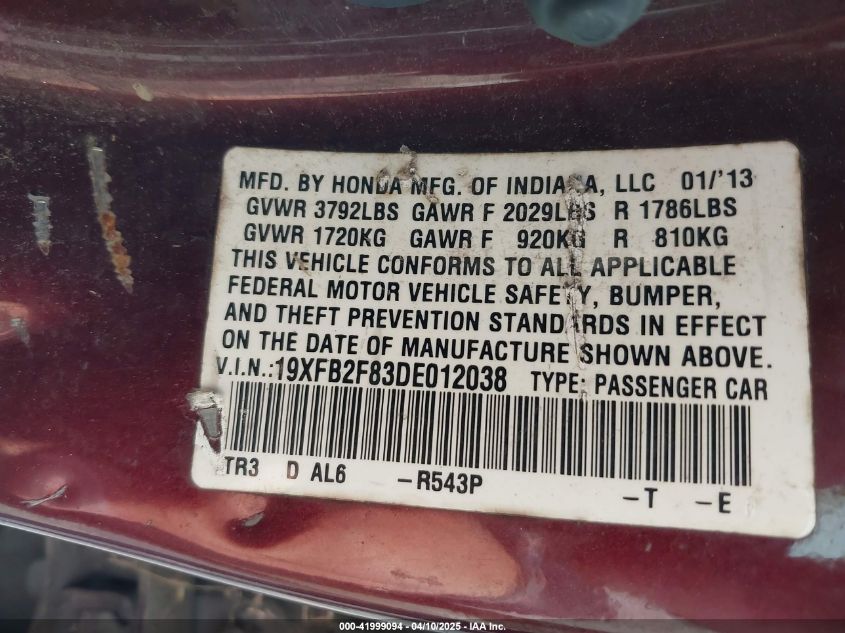 MFD. BY HONDA MFG. OF INDIANA, LLC 01/'13
GVWR 3792LBS GAWR F 2029LBS R 1786LBS
GVWR 1720KG GAWR F 920KG R 810KG
THIS VEHICLE CONFORMS TO ALL APPLICABLE
FEDERAL MOTOR VEHICLE SAFETY, BUMPER,
AND THEFT PREVENTION STANDARDS IN EFFECT
ON THE DATE OF MANUFACTURE SHOWN ABOVE.
V.I.N.:19XFB2F83DE012038 TYPE: PASSENGER CAR
TR3 D AL6 -R543P -T -E
000-41999094 - 04/10/2025 - IAA Inc.